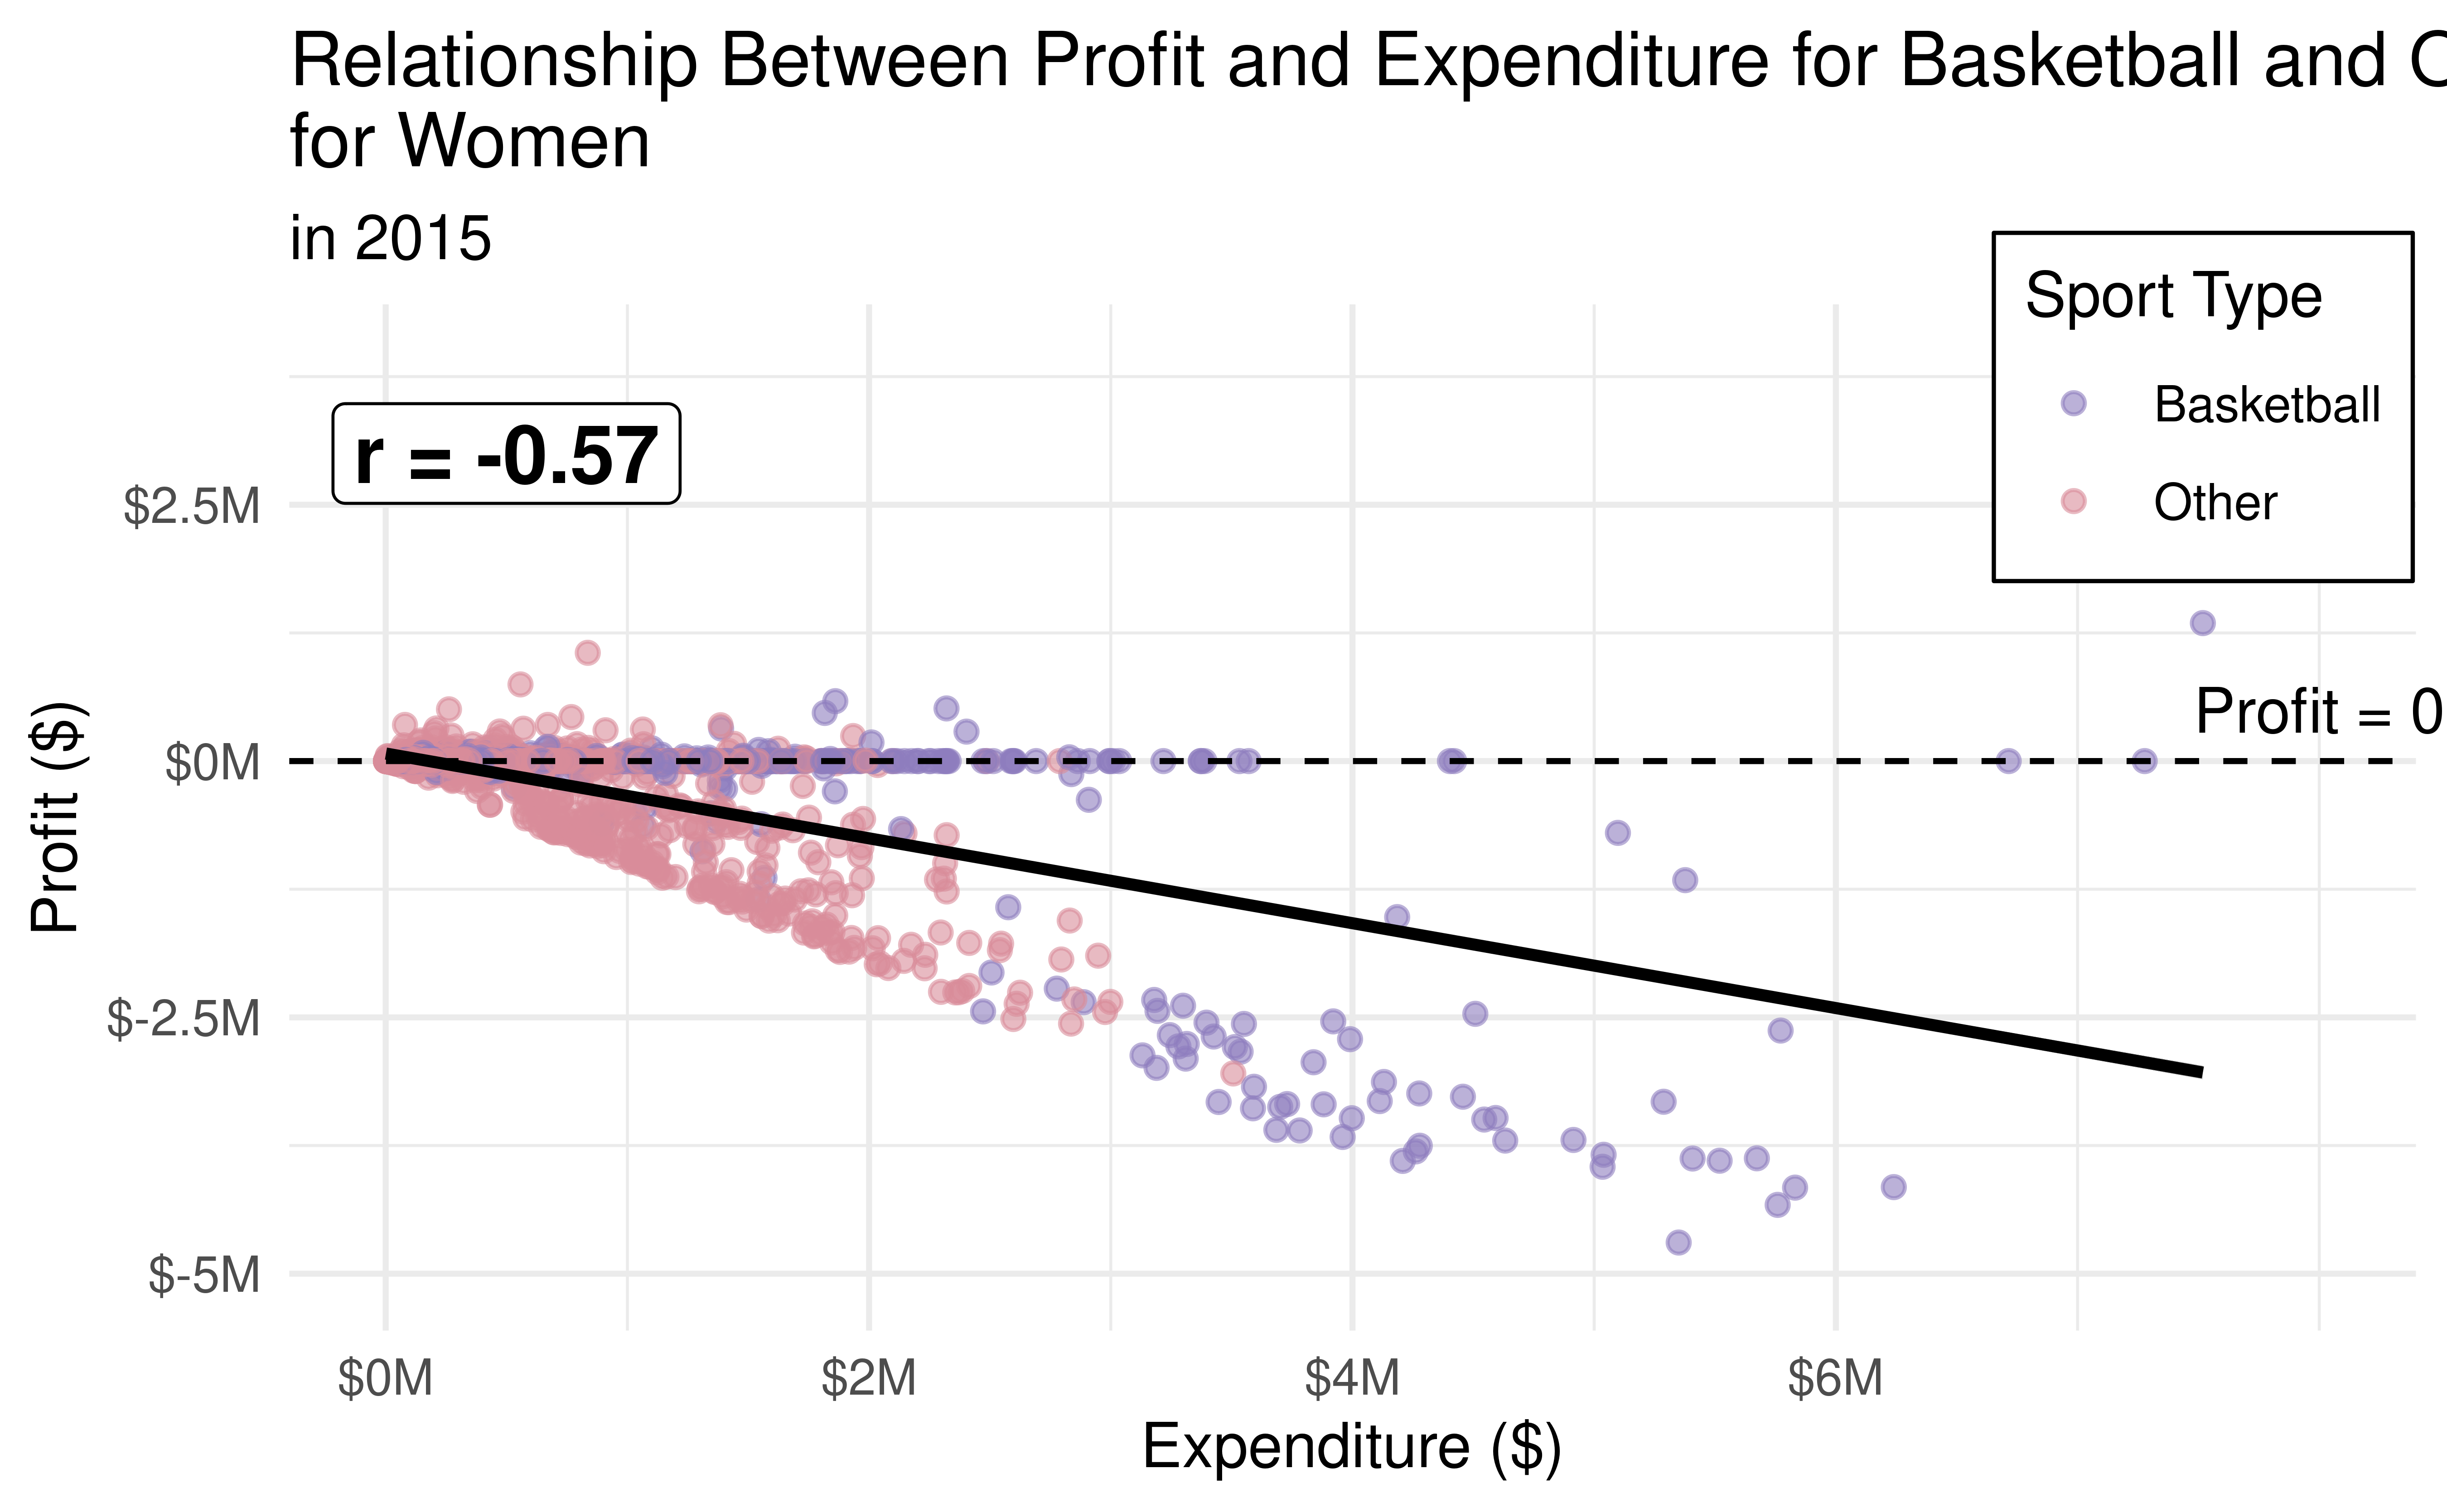 Relationship Between Profit and Expenditure for Basketball and
for Women
in 2015
Sport Type
Basketball
Other
r = -0.57
Profit = 0
$2.5M
$0M
$-2.5M
$-5M
Profit ($)
$0M
$2M
$4M
$6M
Expenditure ($)